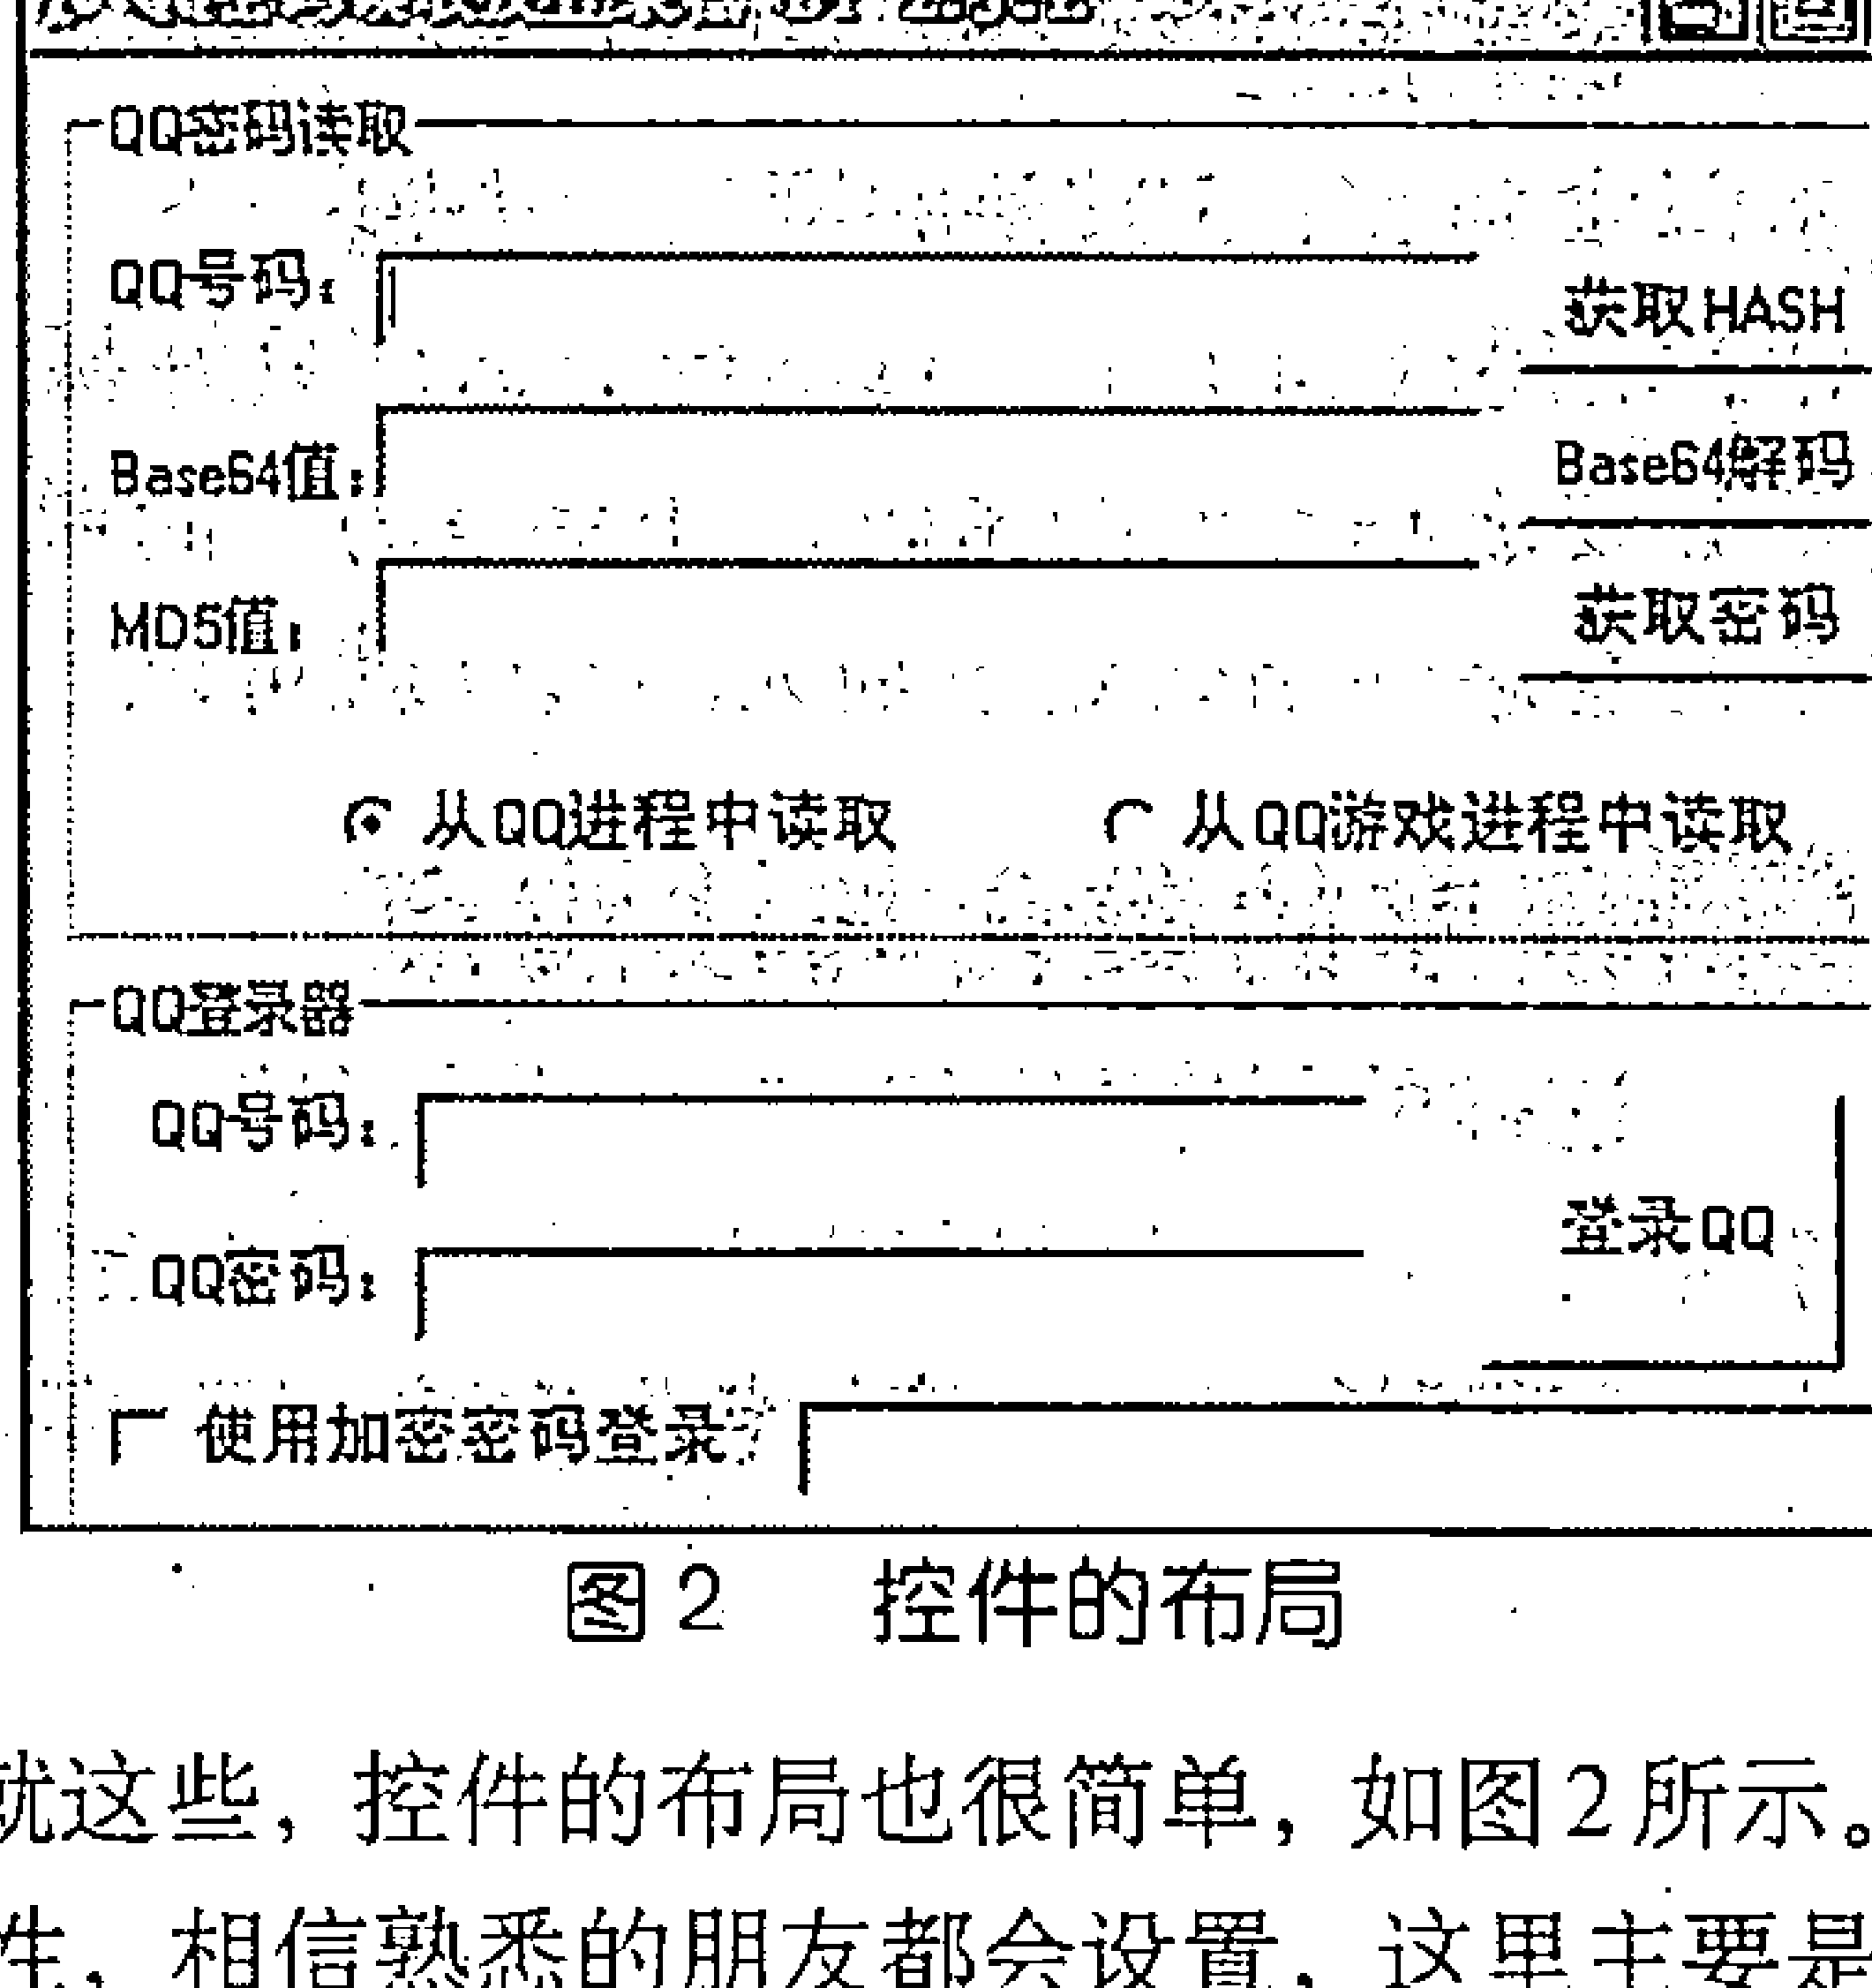 QQ密码读取
QQ号码：
获取HASH
Base64值：
Base64解码
MD5值：
获取密码
从QQ进程中读取 从QQ游戏进程中读取
QQ登录器
QQ号码：
登录QQ
QQ密码：
使用加密密码登录
图2 控件的布局
就这些，控件的布局也很简单，如图2所示。
件，相信熟悉的朋友都会设置，这里主要是